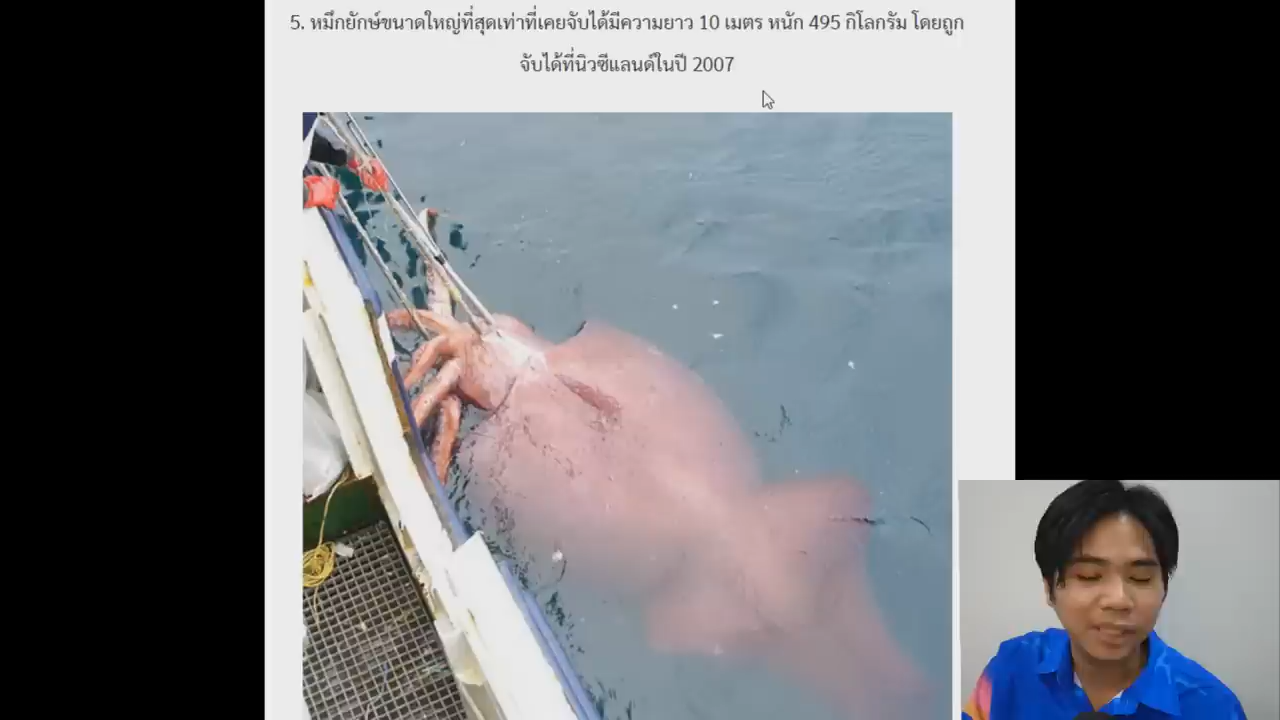 5. หมึกยักษ์ขนาดใหญ่ที่สุดเท่าที่เคยจับได้มีความยาว 10 เมตร หนัก 495 กิโลกรัม โดยถูก
จับได้ที่นิวซีแลนด์ในปี 2007